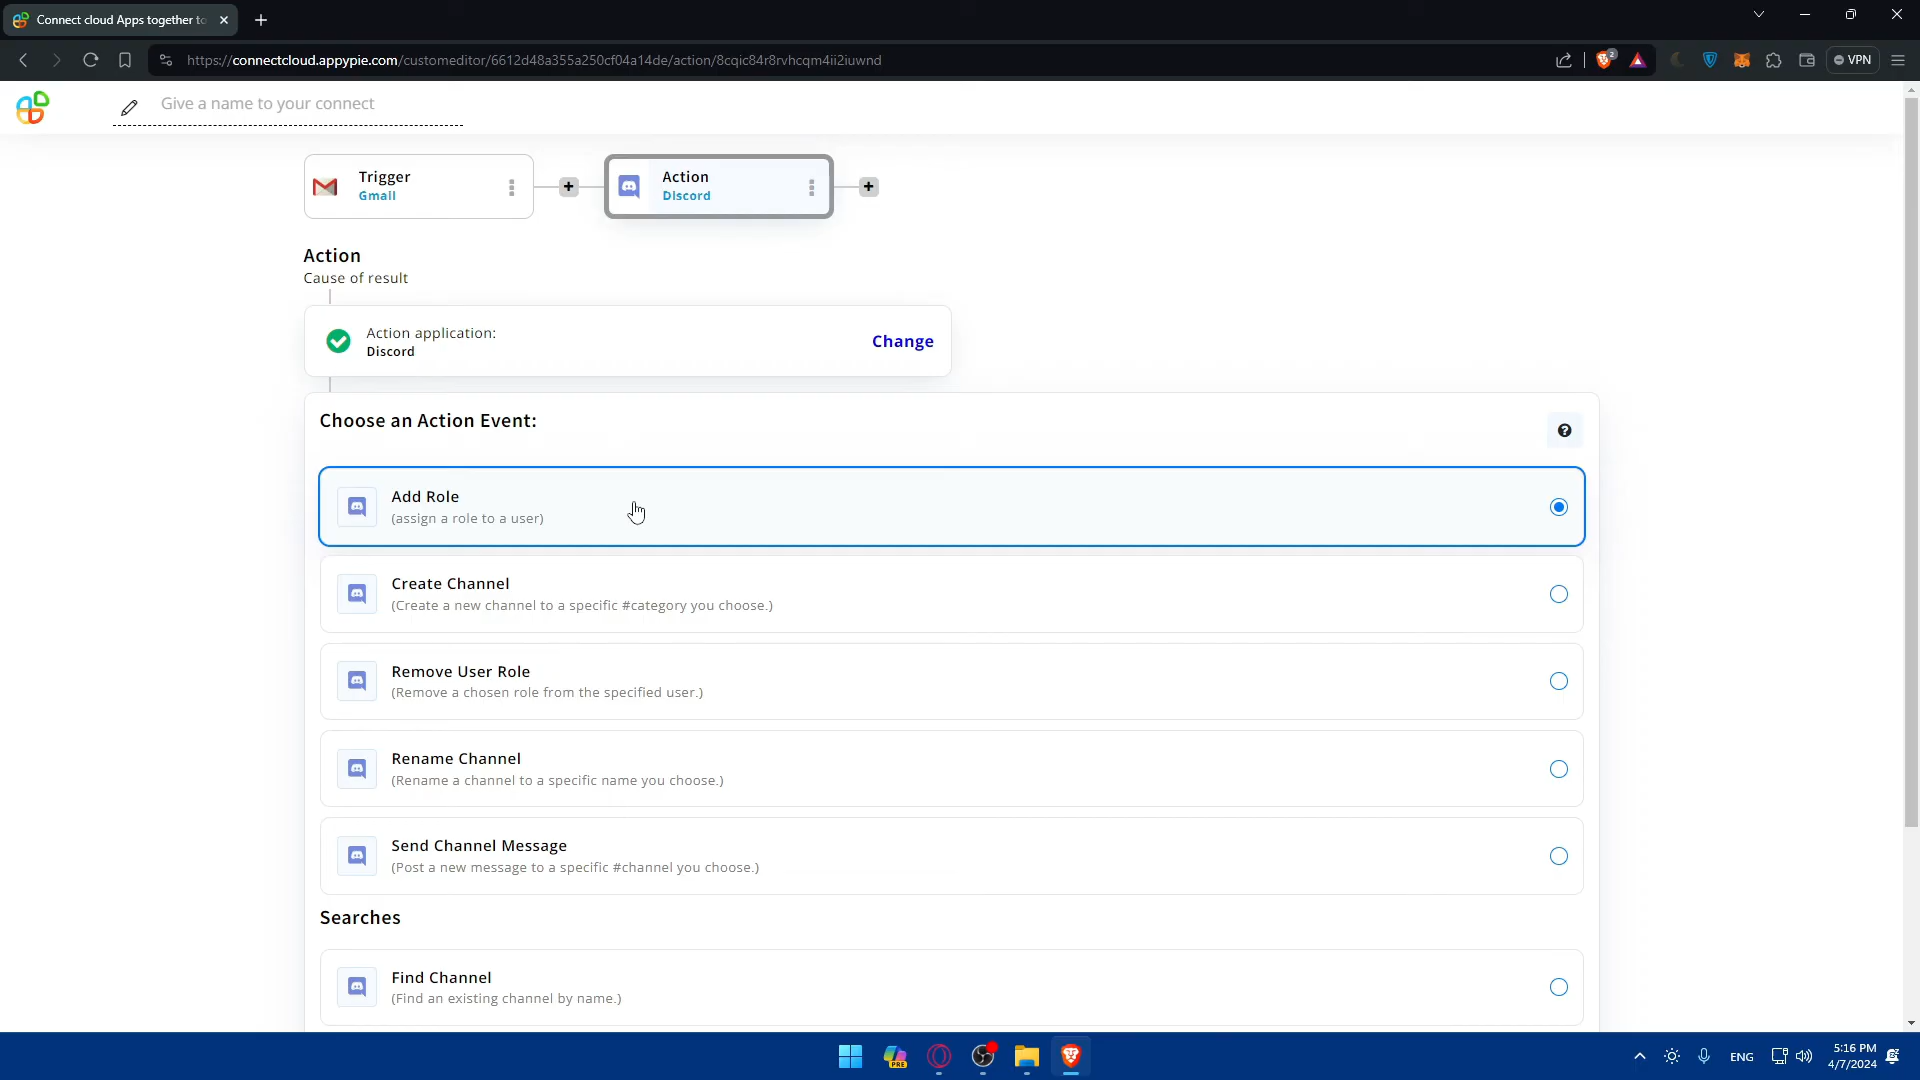 Connect cloud Apps together to
https://connectcloud.appypie.com/customeditor/6612d48a355a250cf04a14de/action/8cqic84r8rvhcqm4ii2iuwnd
2
VPN
Give a name to your connect
Trigger
Gmail
Action
Discord
Action
Cause of result
Action application:
Discord
Change
Choose an Action Event:
Add Role
(assign a role to a user)
Create Channel
(Create a new channel to a specific #category you choose.)
Remove User Role
(Remove a chosen role from the specified user.)
Rename Channel
(Rename a channel to a specific name you choose.)
Send Channel Message
(Post a new message to a specific #channel you choose.)
Searches
Find Channel
(Find an existing channel by name.)
PRE
ENG
5:16 PM
4/7/2024